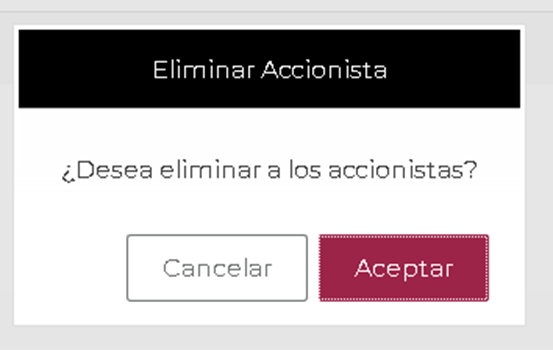 Eliminar Accionista
¿Desea eliminar a los accionistas?
Cancelar
Aceptar